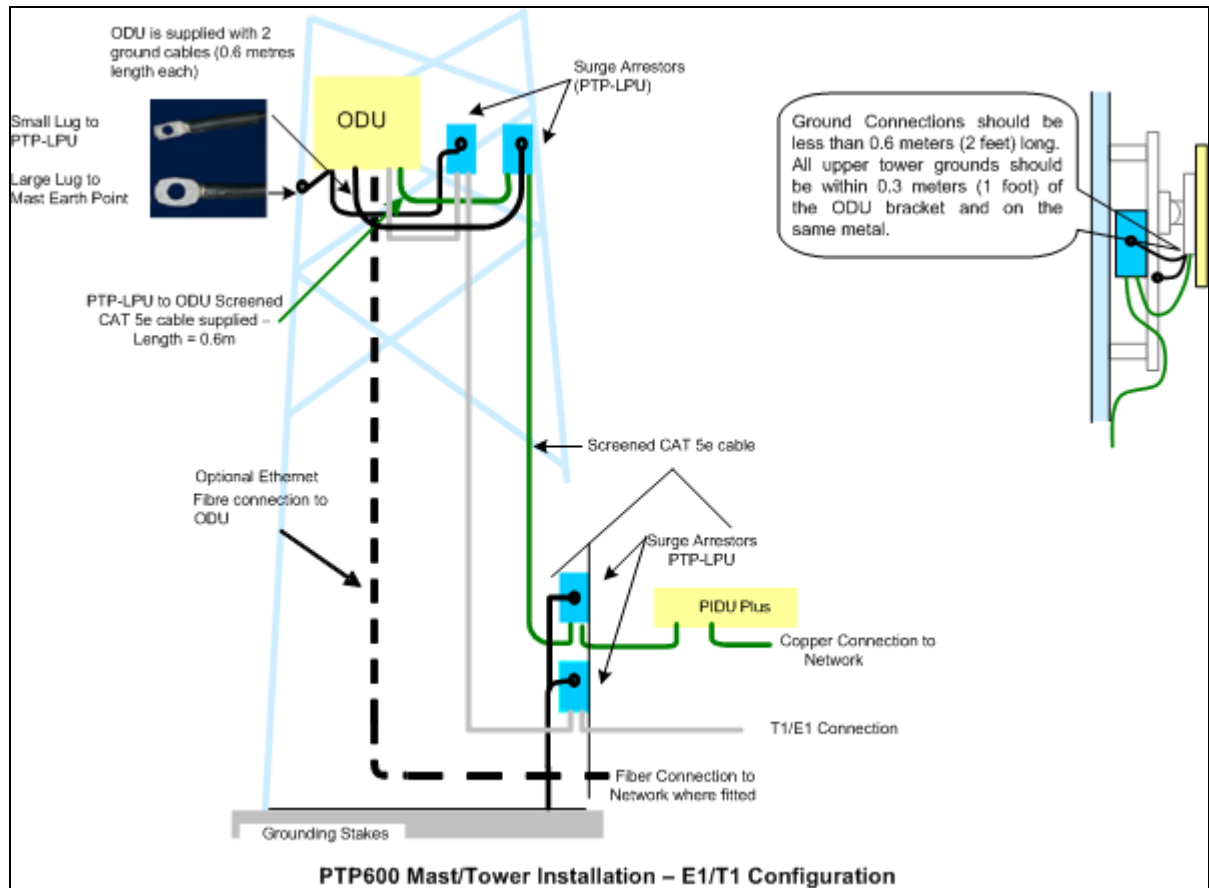 ODU is supplied with 2
ground cables (0.6 metres
length each)
Surge Arrestors
(PTP-LPU)
ODU
Small Lug to
PTP-LPU
Large Lug to
Mast Earth Point
Ground Connections should be
less than 0.6 meters (2 feet) long.
All upper tower grounds should
be within 0.3 meters (1 foot) of
the ODU bracket and on the
same metal.
PTP-LPU to ODU Screened
CAT 5e cable supplied –
Length = 0.6m
Screened CAT 5e cable
Optional Ethernet
Fibre connection to
ODU
Surge Arrestors
PTP-LPU
PIDU Plus
Copper Connection to
Network
T1/E1 Connection
Fiber Connection to
Network where fitted
Grounding Stakes
PTP600 Mast/Tower Installation – E1/T1 Configuration